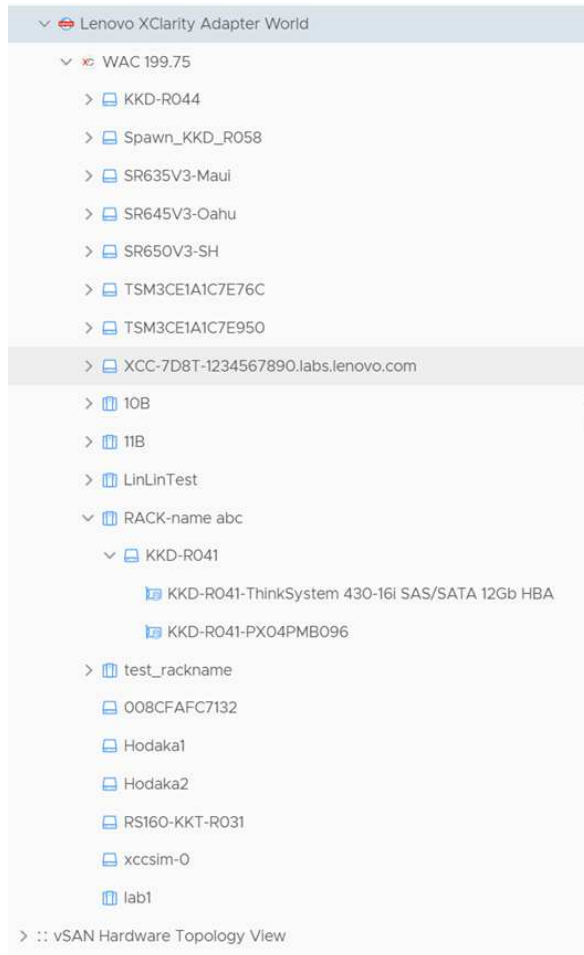 Lenovo XClarity Adapter World
WAC 199.75
KKD-R044
Spawn_KKD_R058
SR635V3-Maui
SR645V3-Oahu
SR650V3-SH
TSM3CE1A1C7E76C
TSM3CE1A1C7E950
XCC-7D8T-1234567890.labs.lenovo.com
10B
11B
LinLinTest
RACK-name abc
KKD-R041
KKD-R041-ThinkSystem 430-16i SAS/SATA 12Gb HBA
KKD-R041-PX04PMB096
test_rackname
008CFAFC7132
Hodaka1
Hodaka2
RS160-KKT-R031
xccsim-0
lab1
vSAN Hardware Topology View